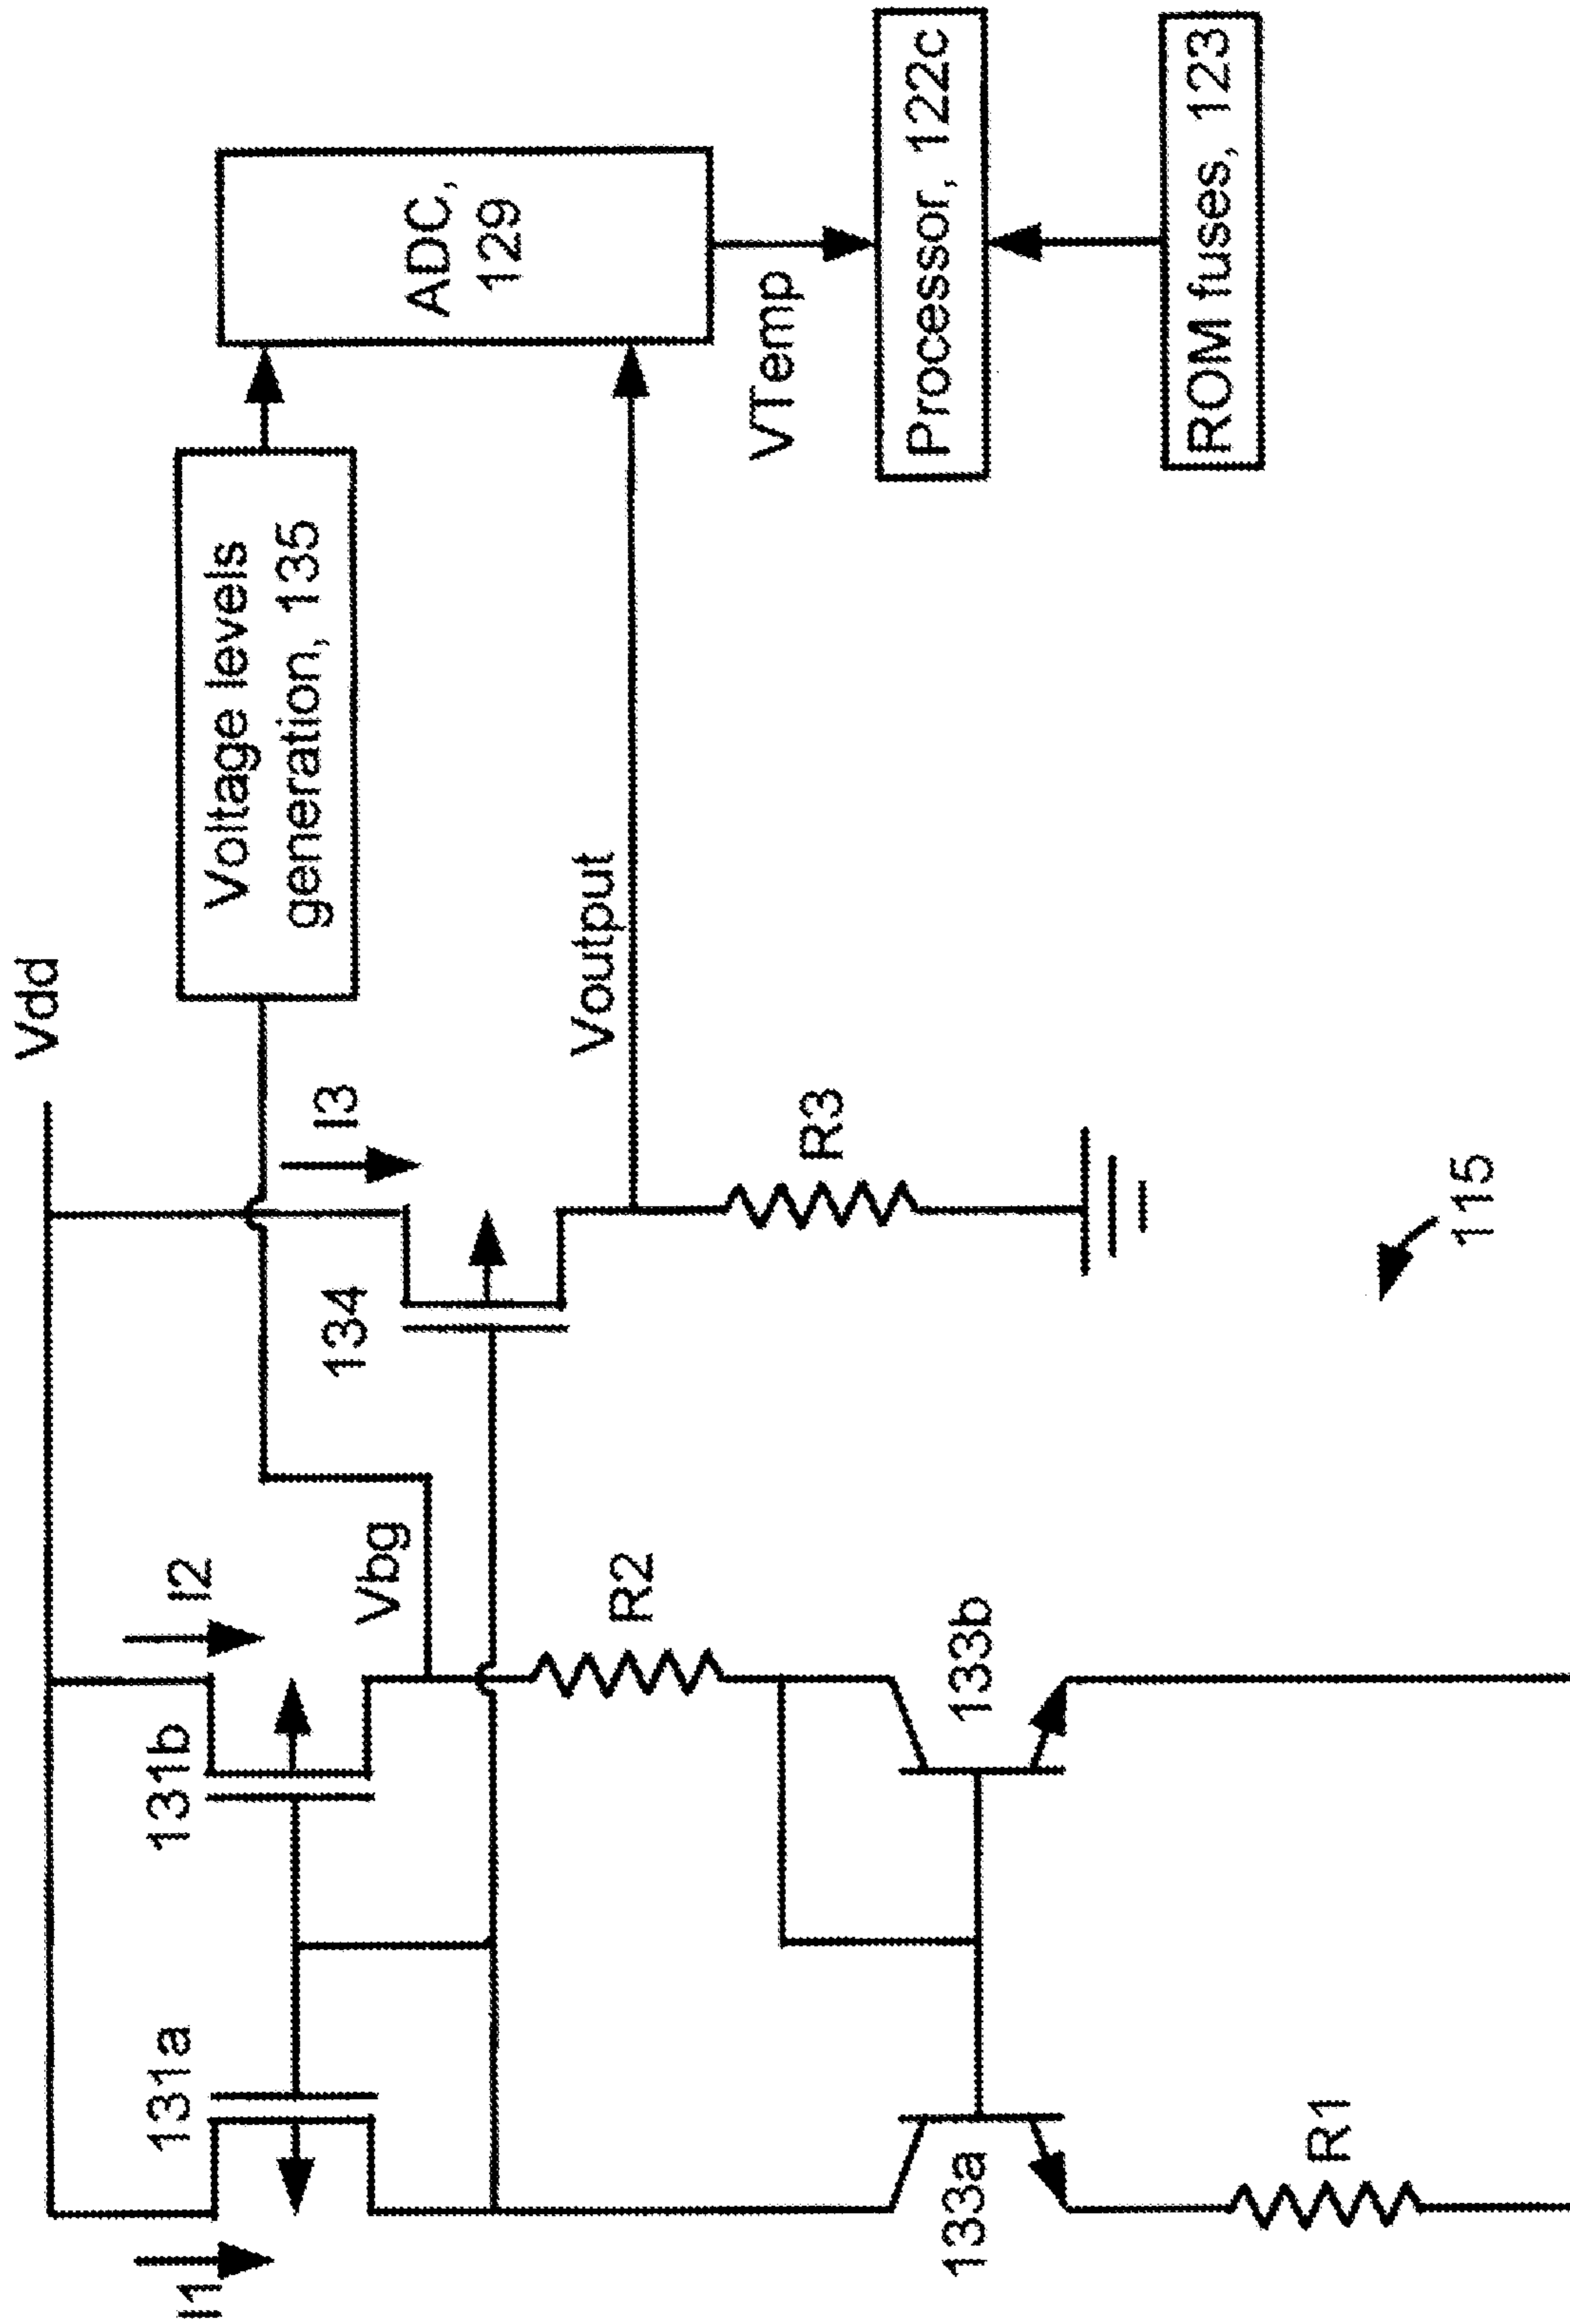 Vdd
I1
131a
131b
I2
Vbg
134
I3
Voltage levels
generation, 135
Voutput
ADC,
129
VTemp
Processor, 122c
ROM fuses, 123
R2
R3
133a
133b
R1
115